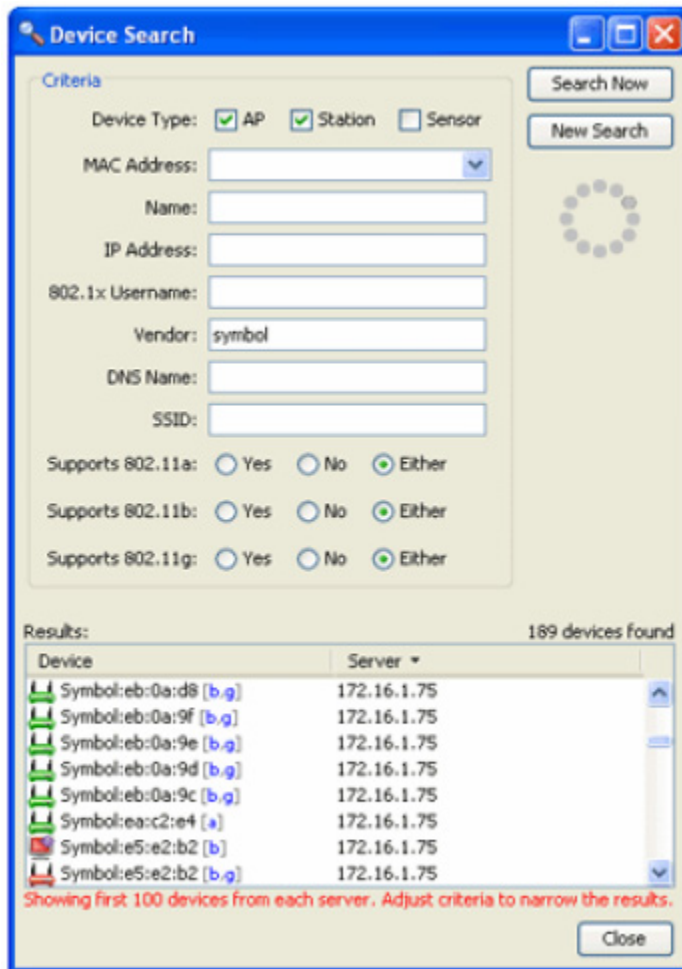 Device Search
Criteria
Search Now
Device Type: AP Station Sensor
New Search
MAC Address:
Name:
IP Address:
802.1x Username:
Vendor: symbol
DNS Name:
SSID:
Supports 802.11a: Yes No Either
Supports 802.11b: Yes No Either
Supports 802.11g: Yes No Either
Results: 189 devices found
Device Server
Symbol:eb:0a:d8 [b,g] 172.16.1.75
Symbol:eb:0a:9f [b,g] 172.16.1.75
Symbol:eb:0a:9e [b,g] 172.16.1.75
Symbol:eb:0a:9d [b,g] 172.16.1.75
Symbol:eb:0a:9c [b,g] 172.16.1.75
Symbol:ea:c2:e4 [a] 172.16.1.75
Symbol:e5:e2:b2 [b] 172.16.1.75
Symbol:e5:e2:b2 [b,g] 172.16.1.75
Showing first 100 devices from each server. Adjust criteria to narrow the results.
Close